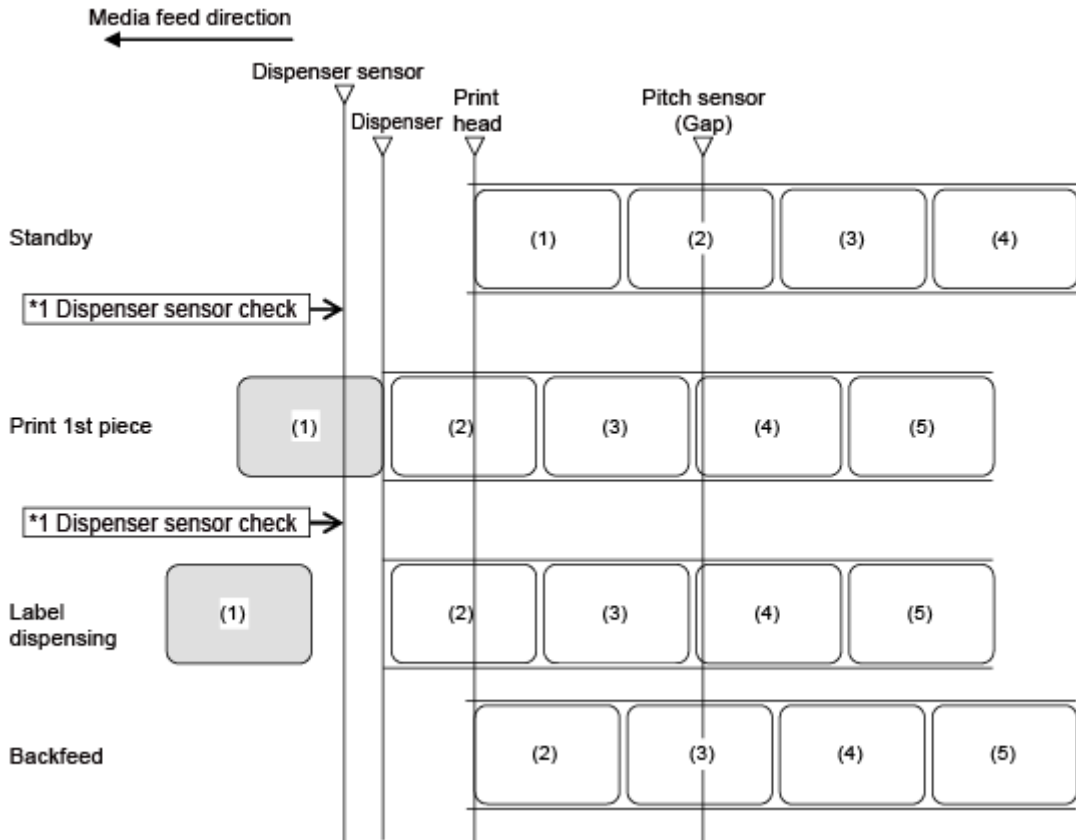 Media feed direction
Dispenser sensor
Dispenser
Print
head
Pitch sensor
(Gap)
Standby
(1)
(2)
(3)
(4)
*1 Dispenser sensor check
Print 1st piece
(1)
(2)
(3)
(4)
(5)
*1 Dispenser sensor check
Label
dispensing
(1)
(2)
(3)
(4)
(5)
Backfeed
(2)
(3)
(4)
(5)